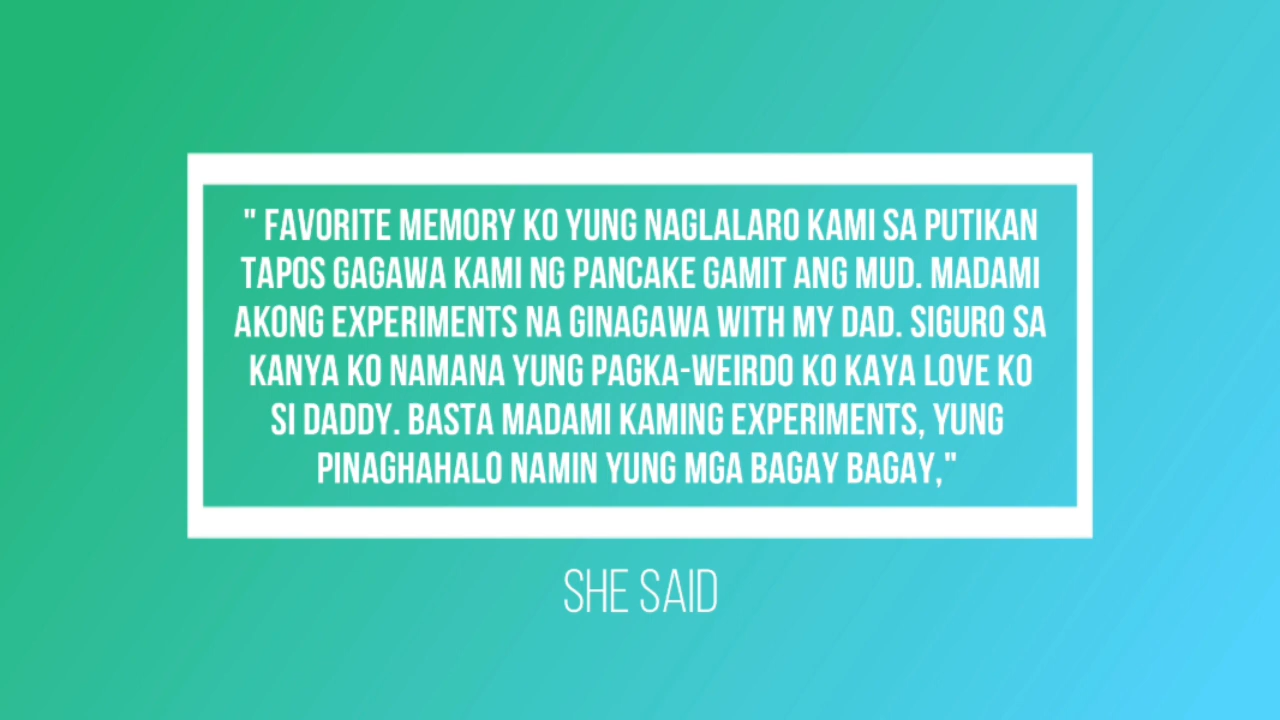 " FAVORITE MEMORY KO YUNG NAGLALARO KAMI SA PUTIKAN
TAPOS GAGAWA KAMI NG PANCAKE GAMIT ANG MUD. MADAMI
AKONG EXPERIMENTS NA GINAGAWA WITH MY DAD. SIGURO SA
KANYA KO NAMANA YUNG PAGKA-WEIRDO KO KAYA LOVE KO
SI DADDY. BASTA MADAMI KAMING EXPERIMENTS, YUNG
PINAGHAHALO NAMIN YUNG MGA BAGAY BAGAY,"
SHE SAID